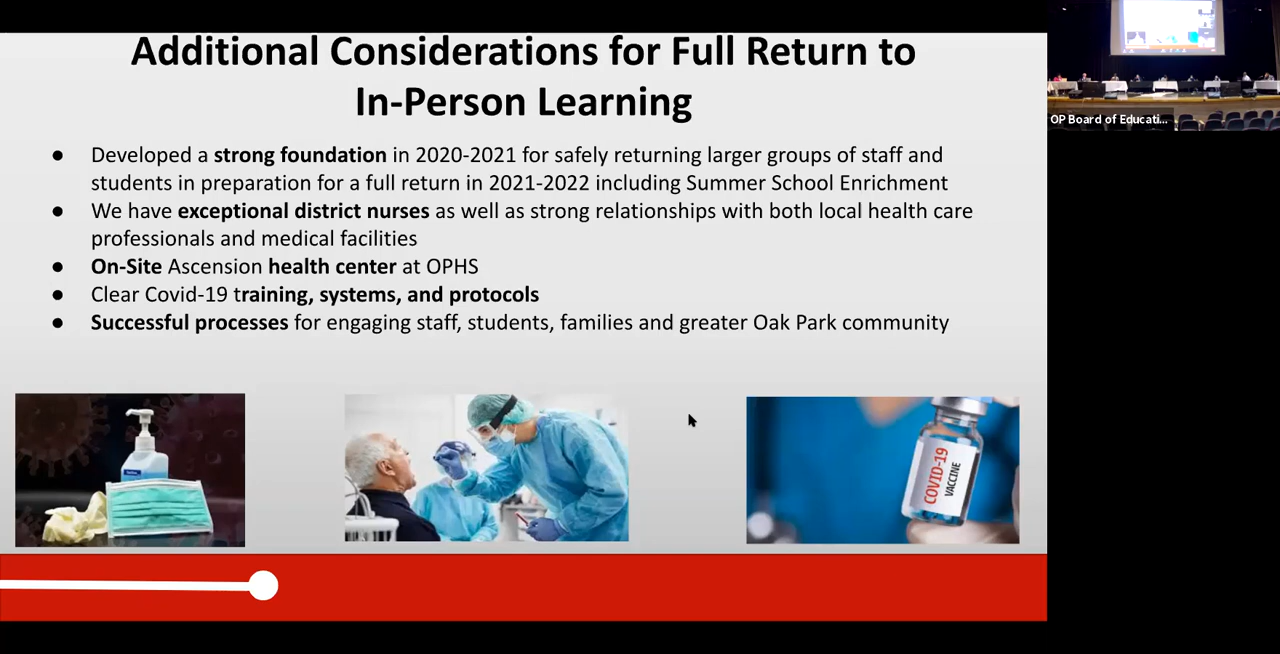 Additional Considerations for Full Return to
In-Person Learning
● Developed a strong foundation in 2020-2021 for safely returning larger groups of staff and
students in preparation for a full return in 2021-2022 including Summer School Enrichment
● We have exceptional district nurses as well as strong relationships with both local health care
professionals and medical facilities
● On-Site Ascension health center at OPHS
● Clear Covid-19 training, systems, and protocols
● Successful processes for engaging staff, students, families and greater Oak Park community
COVID-19
VACCINE
OP Board of Educati...